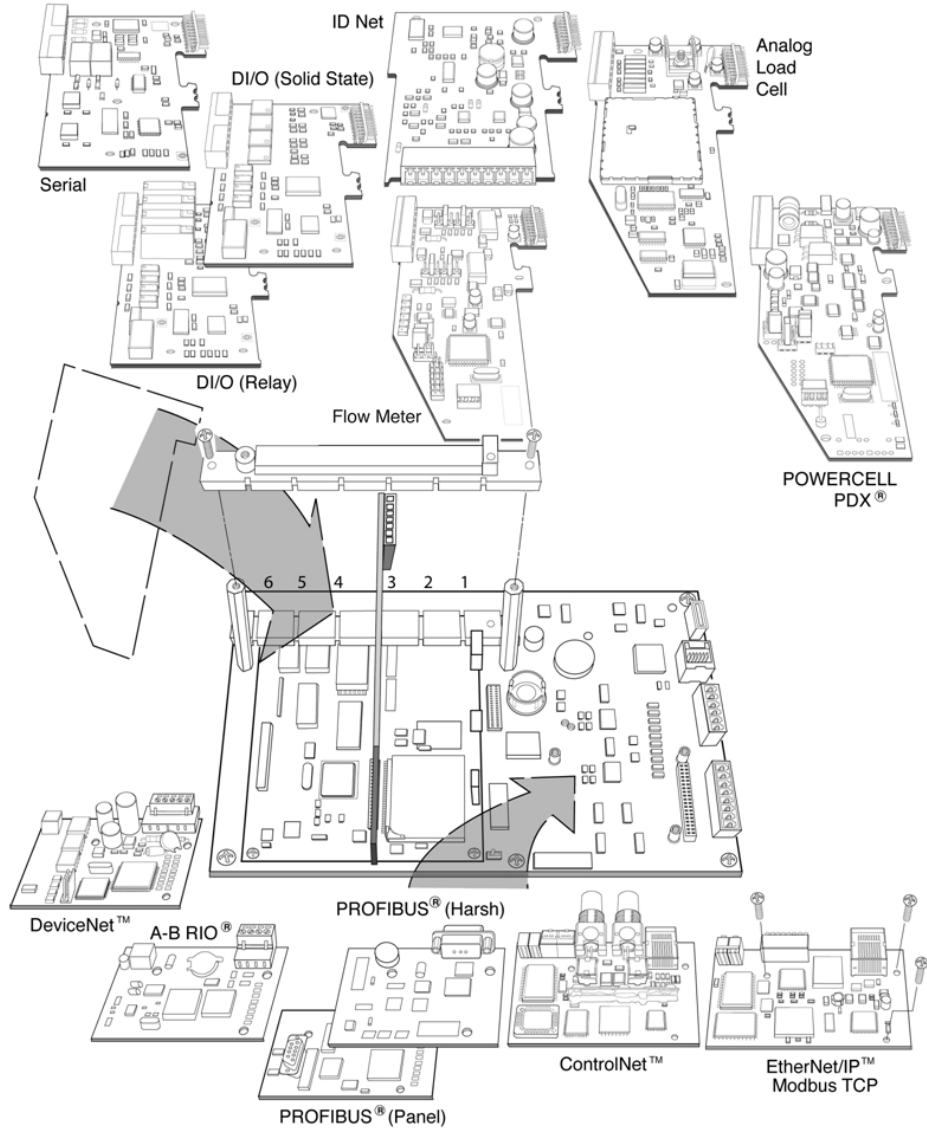 ID Net
Analog
Load
Cell
DI/O (Solid State)
Serial
DI/O (Relay)
Flow Meter
POWERCELL
PDX®
6 5 4 3 2 1
DeviceNet™
PROFIBUS® (Harsh)
A-B RIO®
ControlNet™
EtherNet/IP™
Modbus TCP
PROFIBUS® (Panel)